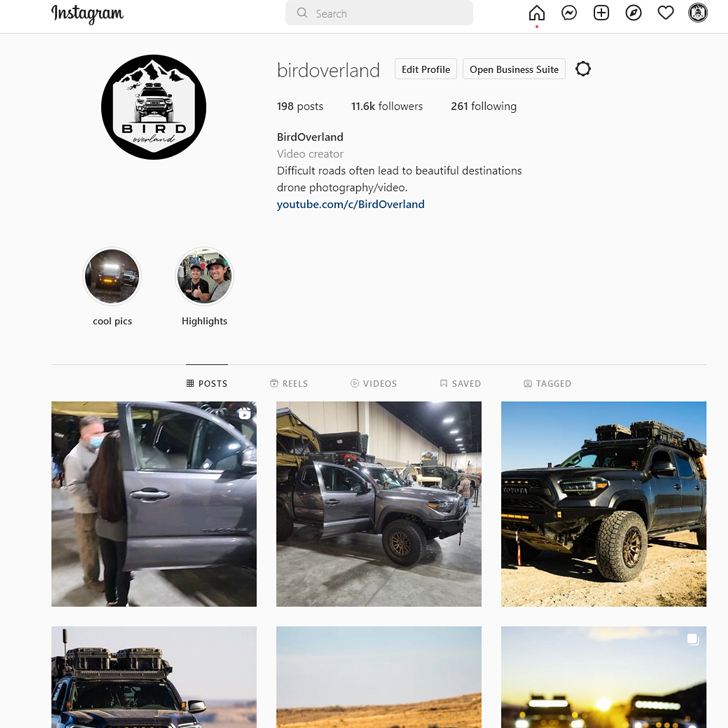 Instagram
Search
birdoverland
Edit Profile
Open Business Suite
198 posts
11.6k followers
261 following
BirdOverland
Video creator
Difficult roads often lead to beautiful destinations
drone photography/video.
youtube.com/c/BirdOverland
BIRD
overland
cool pics
Highlights
POSTS
REELS
VIDEOS
SAVED
TAGGED
TOYOTA